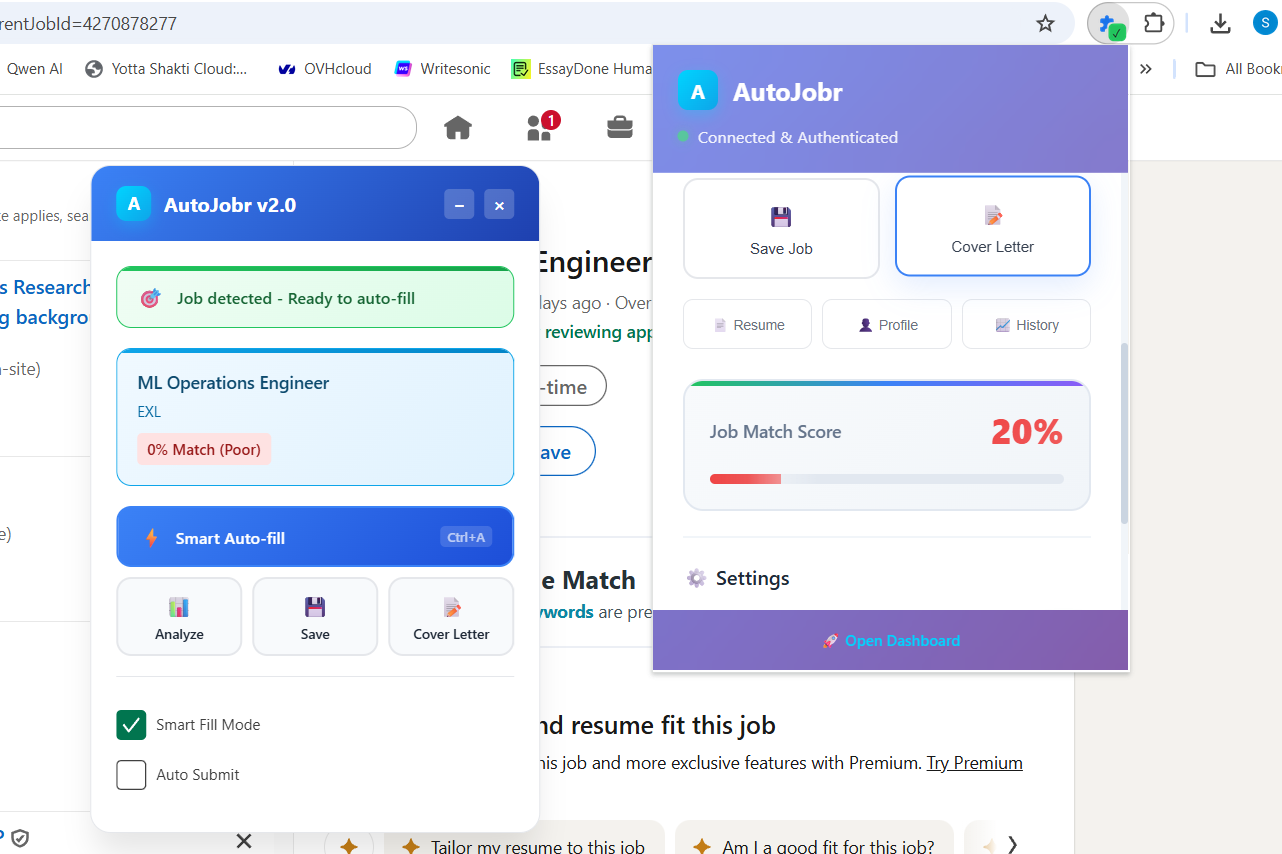 rentJobId=4270878277
S
Qwen AI
Yotta Shakti Cloud:...
OVHcloud
Writesonic
EssayDone Huma
All Book
1
A
AutoJobr
Connected & Authenticated
Save Job
Cover Letter
Resume
Profile
History
Job Match Score
20%
Settings
Open Dashboard
A
AutoJobr v2.0
Job detected - Ready to auto-fill
ML Operations Engineer
EXL
0% Match (Poor)
Smart Auto-fill
Ctrl+A
Analyze
Save
Cover Letter
Smart Fill Mode
Auto Submit
e applies, sea
s Research
g backgro
-site)
e)
Engineer
days ago · Over
reviewing app
-time
ave
e Match
ywords are pre
nd resume fit this job
his job and more exclusive features with Premium. Try Premium
Tailor my resume to this job
Am I a good fit for this job?